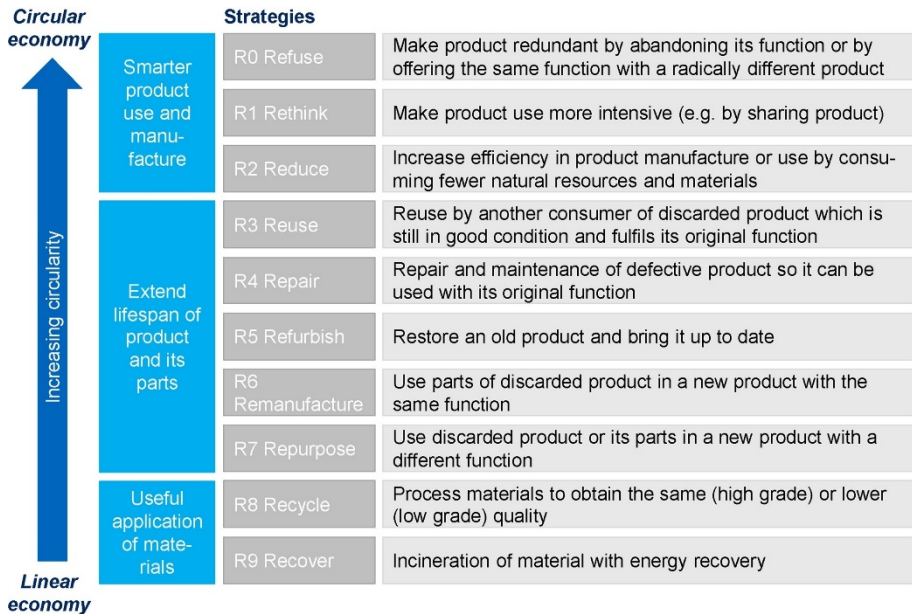 Circular
economy
Strategies
Increasing circularity
Smarter
product
use and
manu-
facture
R0 Refuse
Make product redundant by abandoning its function or by
offering the same function with a radically different product
R1 Rethink
Make product use more intensive (e.g. by sharing product)
R2 Reduce
Increase efficiency in product manufacture or use by consu-
ming fewer natural resources and materials
Extend
lifespan of
product
and its
parts
R3 Reuse
Reuse by another consumer of discarded product which is
still in good condition and fulfils its original function
R4 Repair
Repair and maintenance of defective product so it can be
used with its original function
R5 Refurbish
Restore an old product and bring it up to date
R6
Remanufacture
Use parts of discarded product in a new product with the
same function
R7 Repurpose
Use discarded product or its parts in a new product with a
different function
Useful
application
of mate-
rials
R8 Recycle
Process materials to obtain the same (high grade) or lower
(low grade) quality
R9 Recover
Incineration of material with energy recovery
Linear
economy